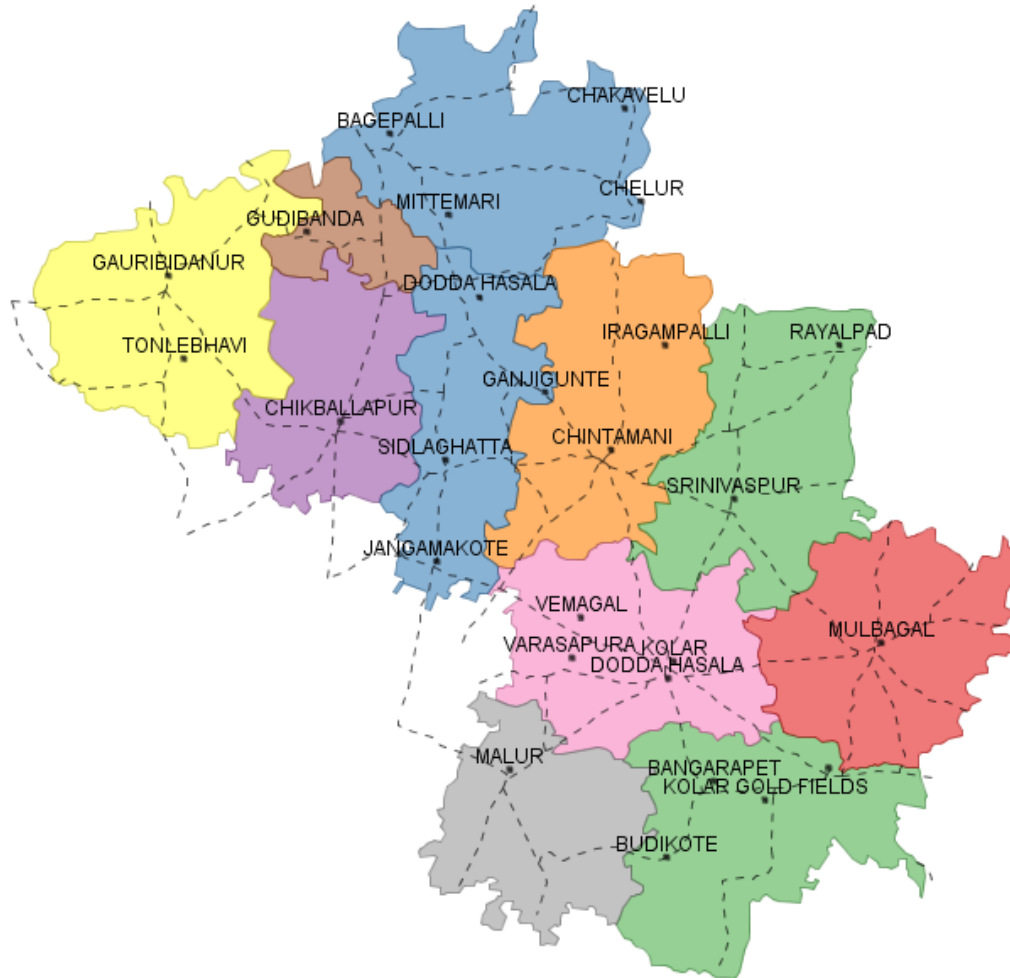 CHAKAVELU
BAGEPALLI
CHELUR
MITTEMARI
GUDIBANDA
GAURIBIDANUR
DODDA HASALA
TONLEBHAVI
IRAGAMPALLI
RAYALPAD
GANJIGUNTE
CHIKBALLAPUR
CHINTAMANI
SIDLAGHATTA
SRINIVASPUR
JANGAMAKOTE
VEMAGAL
MULBAGAL
VARASAPURA
KOLAR
DODDA HASALA
MALUR
BANGARAPET
KOLAR GOLD FIELDS
BUDIKOTE